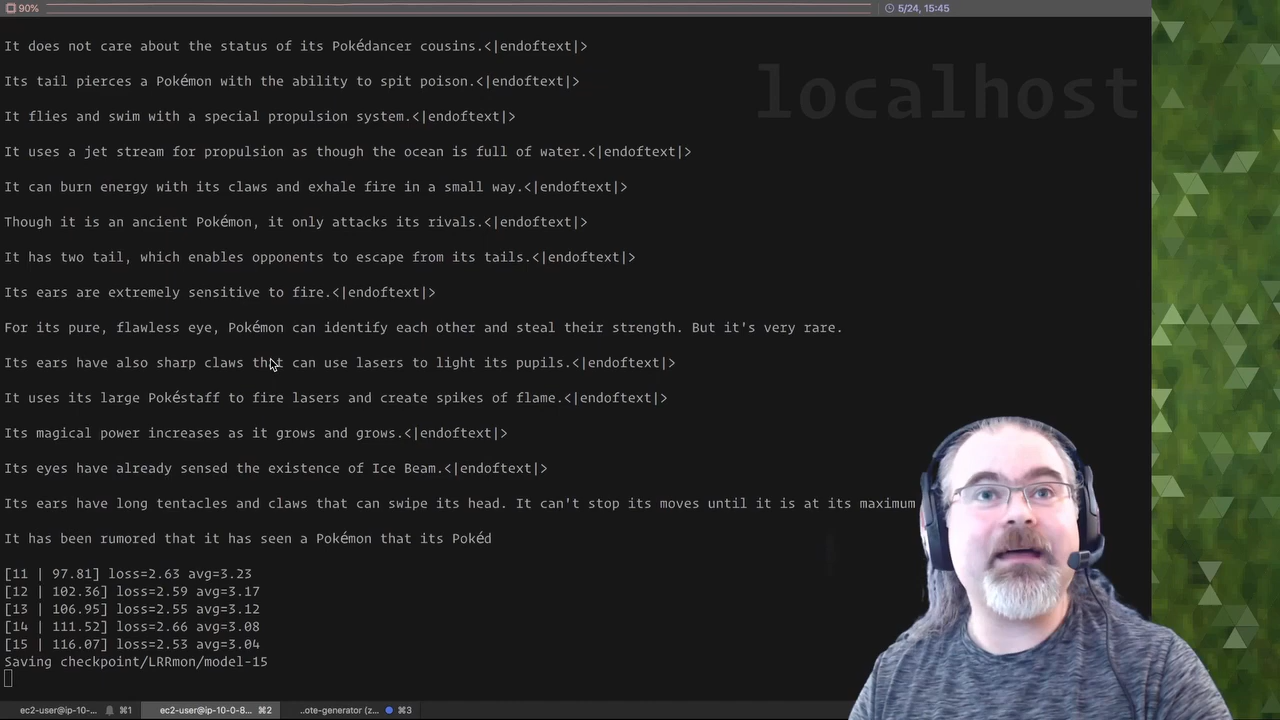 90%
5/24, 15:45
localhost
It does not care about the status of its Pokédancer cousins.<|endoftext|>
Its tail pierces a Pokémon with the ability to spit poison.<|endoftext|>
It flies and swim with a special propulsion system.<|endoftext|>
It uses a jet stream for propulsion as though the ocean is full of water.<|endoftext|>
It can burn energy with its claws and exhale fire in a small way.<|endoftext|>
Though it is an ancient Pokémon, it only attacks its rivals.<|endoftext|>
It has two tail, which enables opponents to escape from its tails.<|endoftext|>
Its ears are extremely sensitive to fire.<|endoftext|>
For its pure, flawless eye, Pokémon can identify each other and steal their strength. But it's very rare.
Its ears have also sharp claws that can use lasers to light its pupils.<|endoftext|>
It uses its large Pokéstaff to fire lasers and create spikes of flame.<|endoftext|>
Its magical power increases as it grows and grows.<|endoftext|>
Its eyes have already sensed the existence of Ice Beam.<|endoftext|>
Its ears have long tentacles and claws that can swipe its head. It can't stop its moves until it is at its maximum
It has been rumored that it has seen a Pokémon that its Pokéd
[11 | 97.81] loss=2.63 avg=3.23
[12 | 102.36] loss=2.59 avg=3.17
[13 | 106.95] loss=2.55 avg=3.12
[14 | 111.52] loss=2.66 avg=3.08
[15 | 116.07] loss=2.53 avg=3.04
Saving checkpoint/LRRmon/model-15
ec2-user@ip-10-... ⌘1 ec2-user@ip-10-0-8... ⌘2 ..ote-generator (z... ⌘3